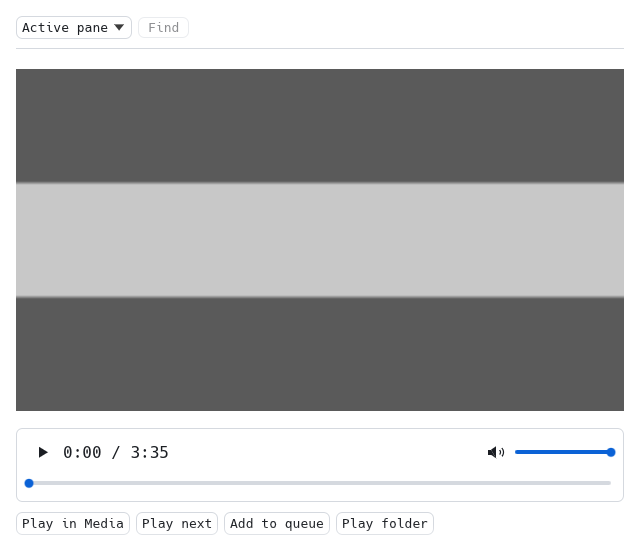 Active pane Find
0:00 / 3:35
Play in Media Play next Add to queue Play folder